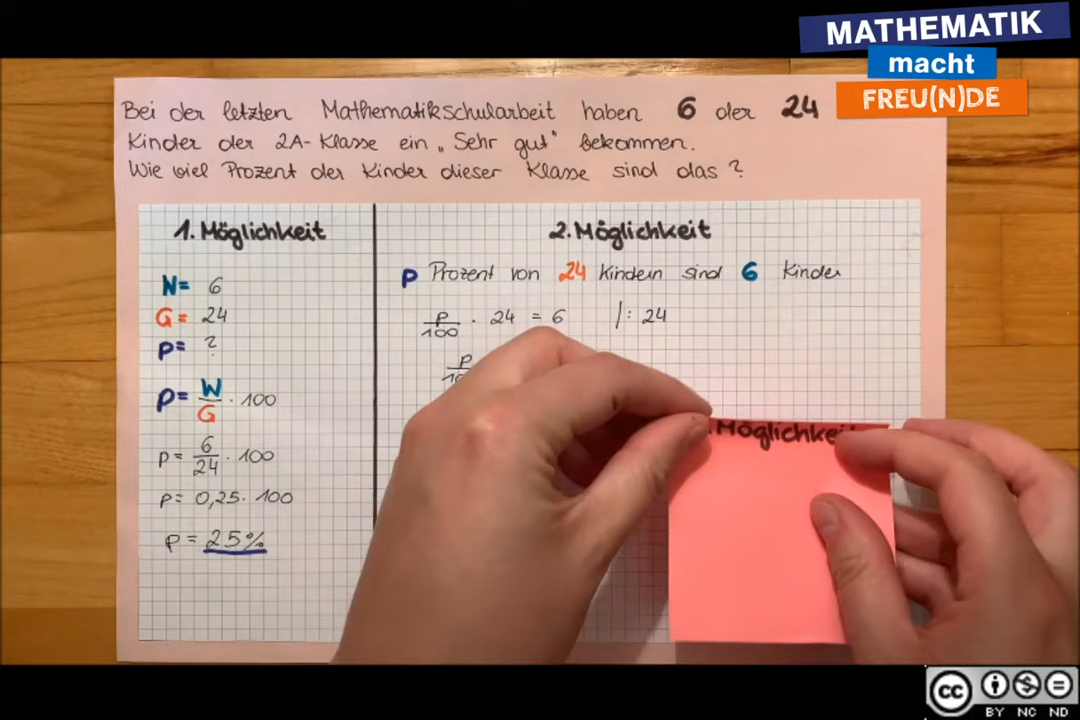 MATHEMATIK
macht
FREU(N)DE
Bei der letzten Mathematikschularbeit haben 6 der 24
Kinder der 2A-Klasse ein „Sehr gut" bekommen.
Wie viel Prozent der Kinder dieser Klasse sind das?
1. Möglichkeit
N= 6
G= 24
P= ?
P= W/G · 100
P= 6/24 · 100
P= 0,25 · 100
P= 25%
2. Möglichkeit
P Prozent von 24 Kindern sind 6 Kinder
P/100 · 24 = 6 /: 24
P
Möglichkeit
cc
BY NC ND